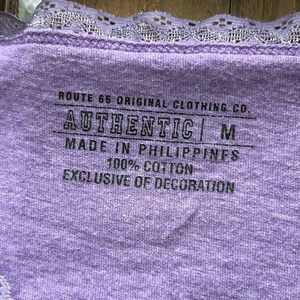 ROUTE 66 ORIGINAL CLOTHING CO.
AUTHENTIC | M
MADE IN PHILIPPINES
100% COTTON
EXCLUSIVE OF DECORATION